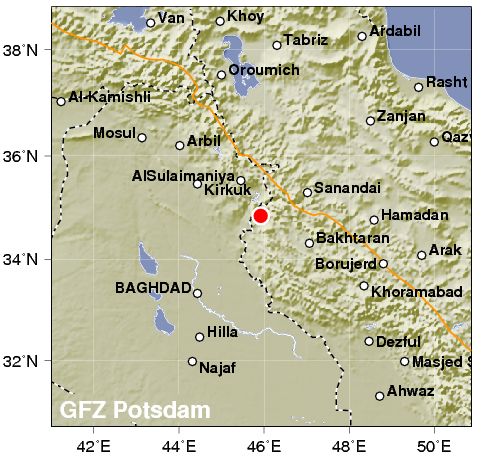 Van
Khoy
Ardabil
38°N
Tabriz
Oroumich
Rasht
Al-Kamishli
Zanjan
Mosul
Arbil
Qaz
36°N
AlSulaimaniya
Kirkuk
Sanandai
Hamadan
Bakhtaran
34°N
Arak
Borujerd
BAGHDAD
Khoramabad
Hilla
Dezful
32°N
Najaf
Masjed S
Ahwaz
GFZ Potsdam
42°E 44°E 46°E 48°E 50°E